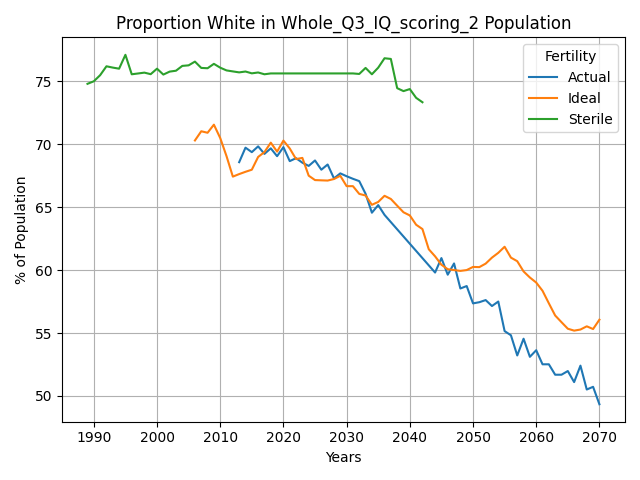 Proportion White in Whole_Q3_IQ_scoring_2 Population
Fertility
Actual
Ideal
Sterile
% of Population
75
70
65
60
55
50
1990 2000 2010 2020 2030 2040 2050 2060 2070
Years